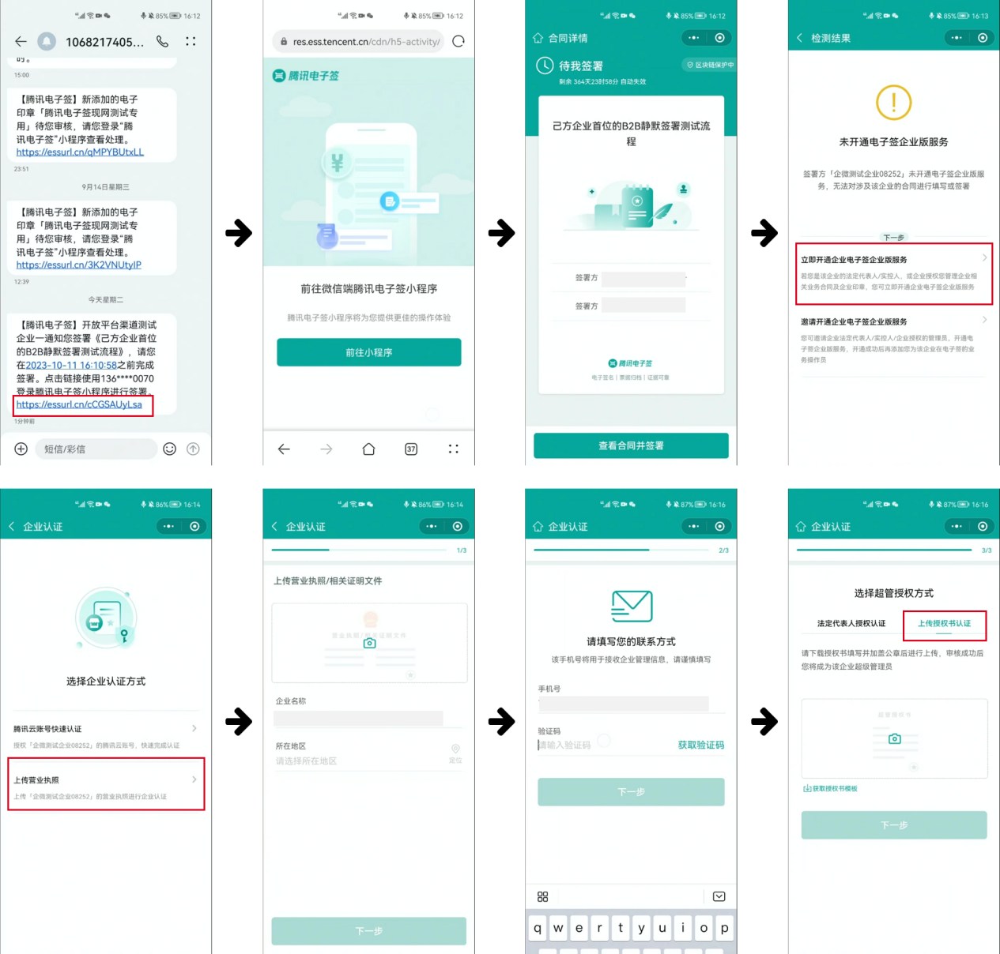 85% 16:12
1068217405...
的。
15:00
【腾讯电子签】新添加的电子
印章「腾讯电子签现网测试专
用」待您审核，请您登录“腾
讯电子签”小程序查看处理。
https://essurl.cn/qMPYBUtxLL
23:51
9月14日星期三
【腾讯电子签】新添加的电子
印章「腾讯电子签现网测试专
用」待您审核，请您登录“腾
讯电子签”小程序查看处理。
https://essurl.cn/3K2VNUtyIP
12:39
今天星期二
【腾讯电子签】开放平台渠道测试
企业一通知您签署《己方企业首位
的B2B静默签署测试流程》，请您
在2023-10-11 16:10:58之前完成
签署。点击链接使用136****0070
登录腾讯电子签小程序进行签署。
https://essurl.cn/cCGSAUyLsa
1分钟前
短信/彩信
85% 16:12
res.ess.tencent.cn/cdn/h5-activity/
腾讯电子签
¥
前往微信端腾讯电子签小程序
腾讯电子签小程序将为您提供更佳的操作体验
前往小程序
37
85% 16:12
合同详情
待我签署
区块链保护中
剩余 364天23时58分 自动失效
己方企业首位的B2B静默签署测试流
程
签署方
签署方
腾讯电子签
电子签名 | 票据归档 | 证据可靠
查看合同并签署
85% 16:13
检测结果
未开通电子签企业版服务
签署方「企微测试企业08252」未开通电子签企业版服
务，无法对涉及该企业的合同进行填写或签署
下一步
立即开通企业电子签企业版服务
若您是该企业的法定代表人/实控人，或企业授权您管理企业相
关业务合同及企业印章，您可立即开通企业电子签企业版服务
邀请开通企业电子签企业版服务
您可邀请企业法定代表人/实控人/企业授权的管理员，开通电
子签企业版服务，开通成功后再添加您为该企业在电子签的业
务操作员
86% 16:14
企业认证
选择企业认证方式
腾讯云账号快速认证
授权「企微测试企业08252」的腾讯云账号，快速完成认证
上传营业执照
上传「企微测试企业08252」的营业执照进行企业认证
86% 16:14
企业认证
1/3
上传营业执照/相关证明文件
营业执照/相关证明文件
企业名称
所在地区
请选择所在地区
定位
下一步
87% 16:16
企业认证
2/3
请填写您的联系方式
该手机号将用于接收企业管理信息，请谨慎填写
手机号
验证码
请输入验证码
获取验证码
下一步
q w e r t y u i o p
87% 16:16
企业认证
3/3
选择超管授权方式
法定代表人授权认证
上传授权书认证
请下载授权书填写并加盖公章后进行上传，审核成功后
您将成为该企业超级管理员
超管授权书
获取授权书模板
下一步